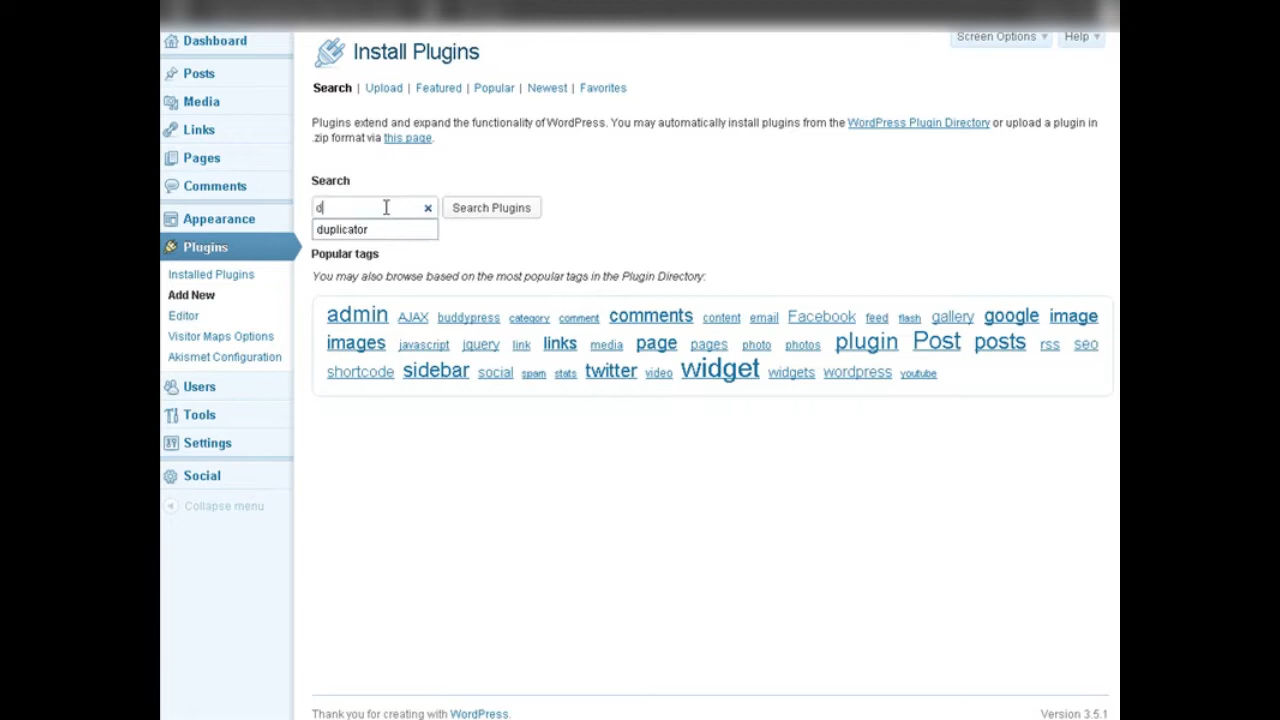 Dashboard
Posts
Media
Links
Pages
Comments
Appearance
Plugins
Installed Plugins
Add New
Editor
Visitor Maps Options
Akismet Configuration
Users
Tools
Settings
Social
Collapse menu
Screen Options Help
Install Plugins
Search | Upload | Featured | Popular | Newest | Favorites
Plugins extend and expand the functionality of WordPress. You may automatically install plugins from the WordPress Plugin Directory or upload a plugin in
.zip format via this page.
Search
d Search Plugins
duplicator
Popular tags
You may also browse based on the most popular tags in the Plugin Directory:
admin AJAX buddypress category comment comments content email Facebook feed flash gallery google image
images javascript jquery link links media page pages photo photos plugin Post posts rss seo
shortcode sidebar social spam stats twitter video widget widgets wordpress youtube
Thank you for creating with WordPress. Version 3.5.1